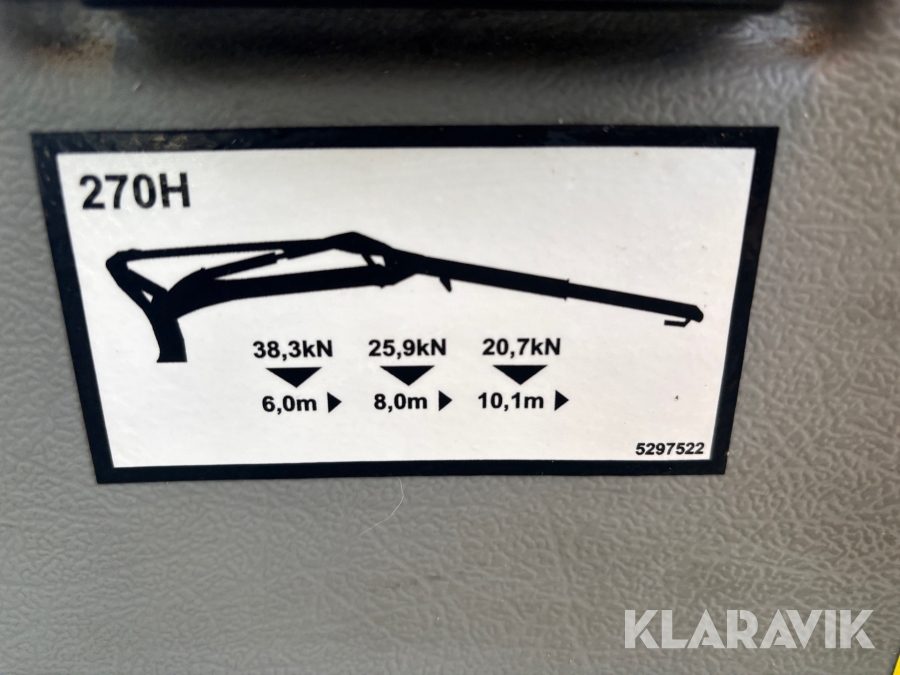 270H
38,3kN 25,9kN 20,7kN
6,0m 8,0m 10,1m
5297522
KLARAVIK